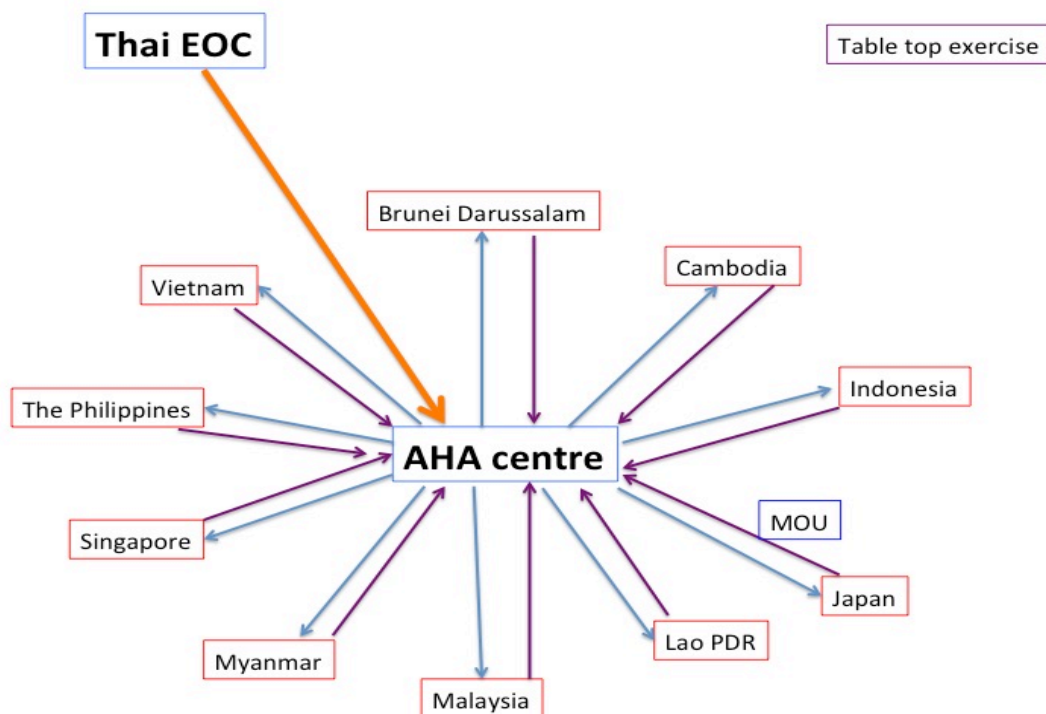 Thai EOC
Table top exercise
Brunei Darussalam
Cambodia
Vietnam
Indonesia
The Philippines
AHA centre
MOU
Singapore
Japan
Lao PDR
Myanmar
Malaysia